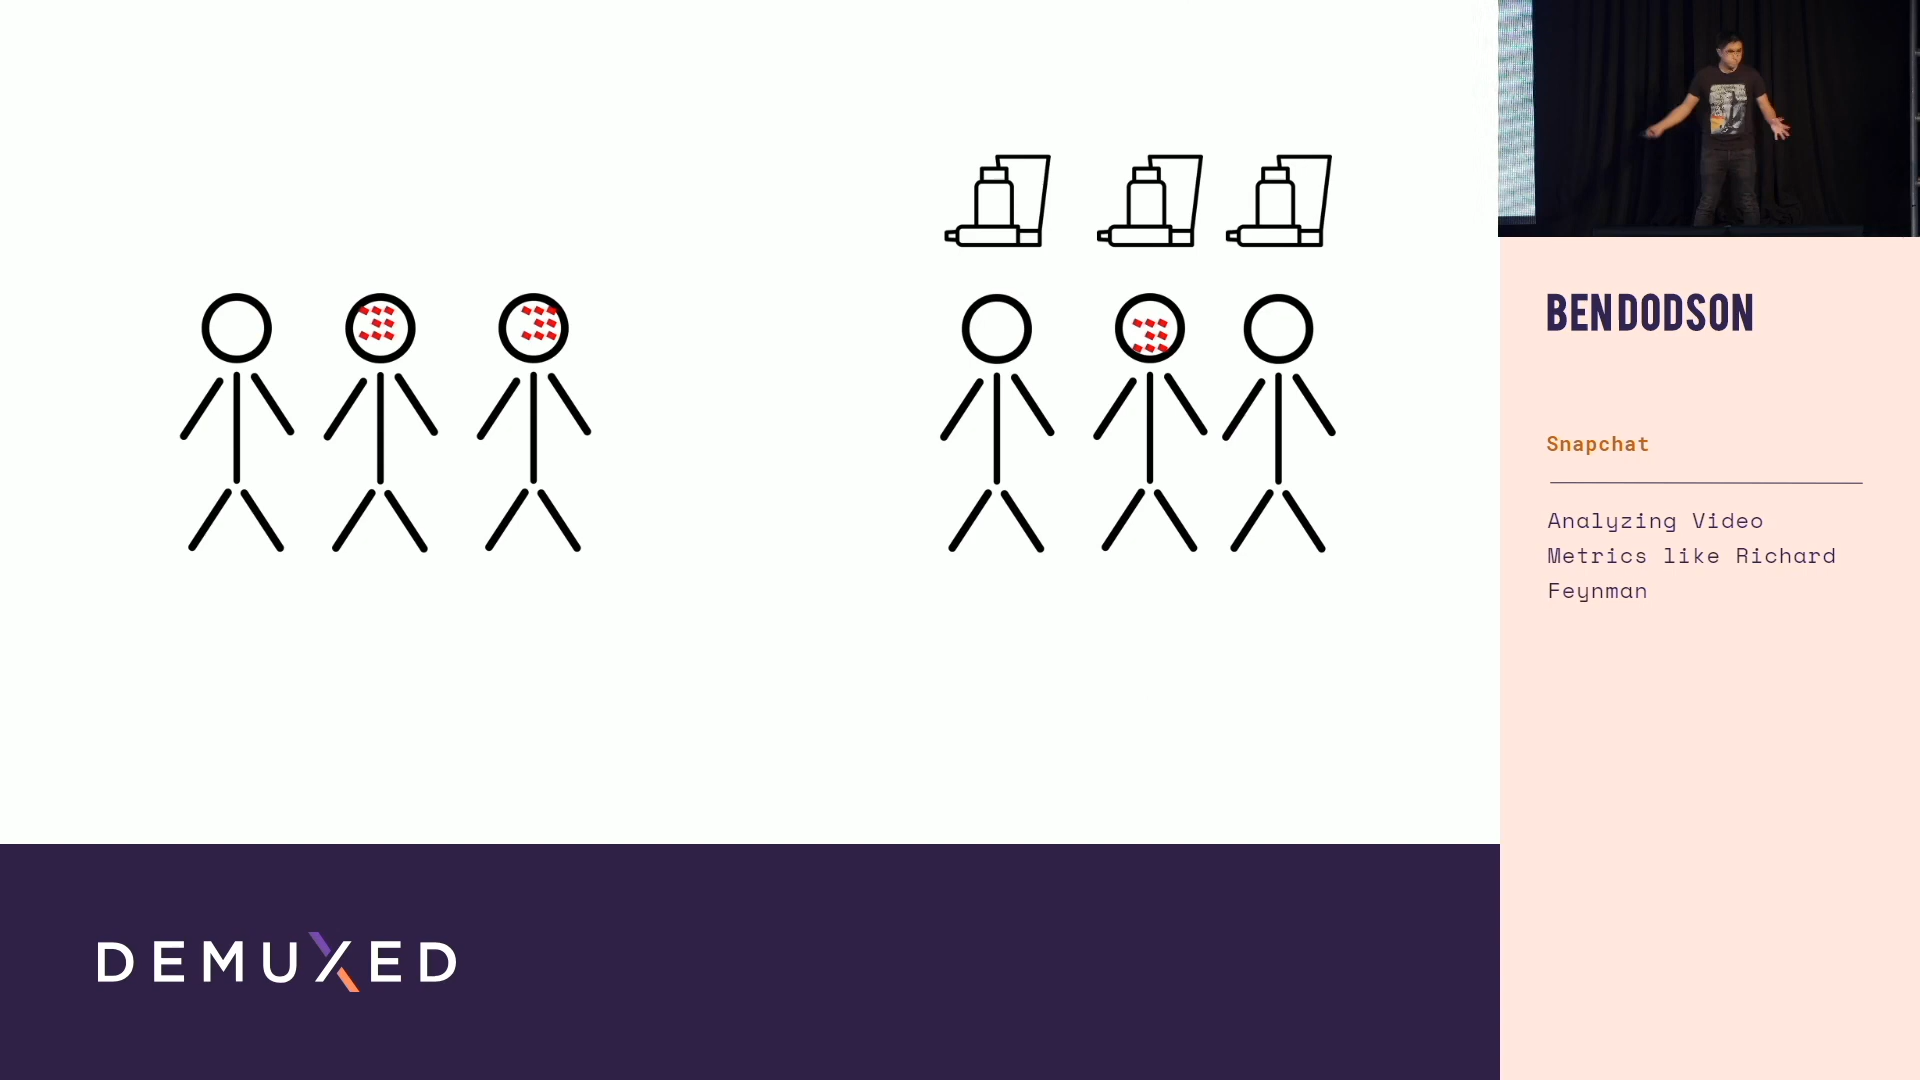 BEN DODSON
Snapchat
Analyzing Video
Metrics like Richard
Feynman
DEMUXED